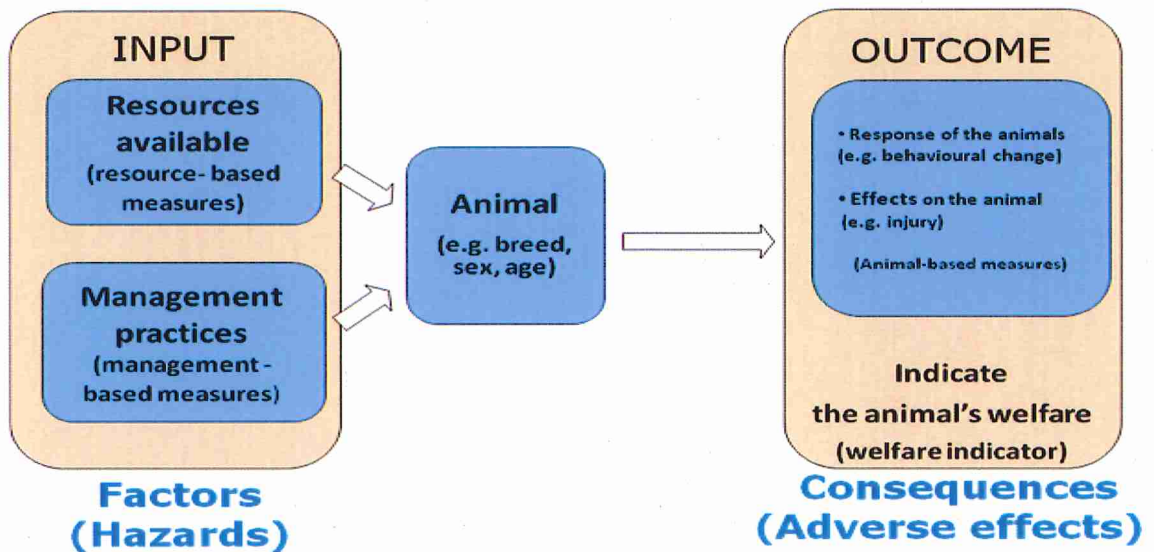 INPUT
Resources
available
(resource- based
measures)
Management
practices
(management -
based measures)
Factors
(Hazards)
Animal
(e.g. breed,
sex, age)
OUTCOME
• Response of the animals
(e.g. behavioural change)
• Effects on the animal
(e.g. injury)
(Animal-based measures)
Indicate
the animal's welfare
(welfare indicator)
Consequences
(Adverse effects)